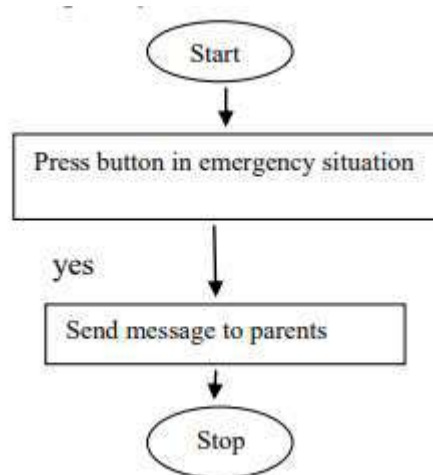 Start
Press button in emergency situation
yes
Send message to parents
Stop